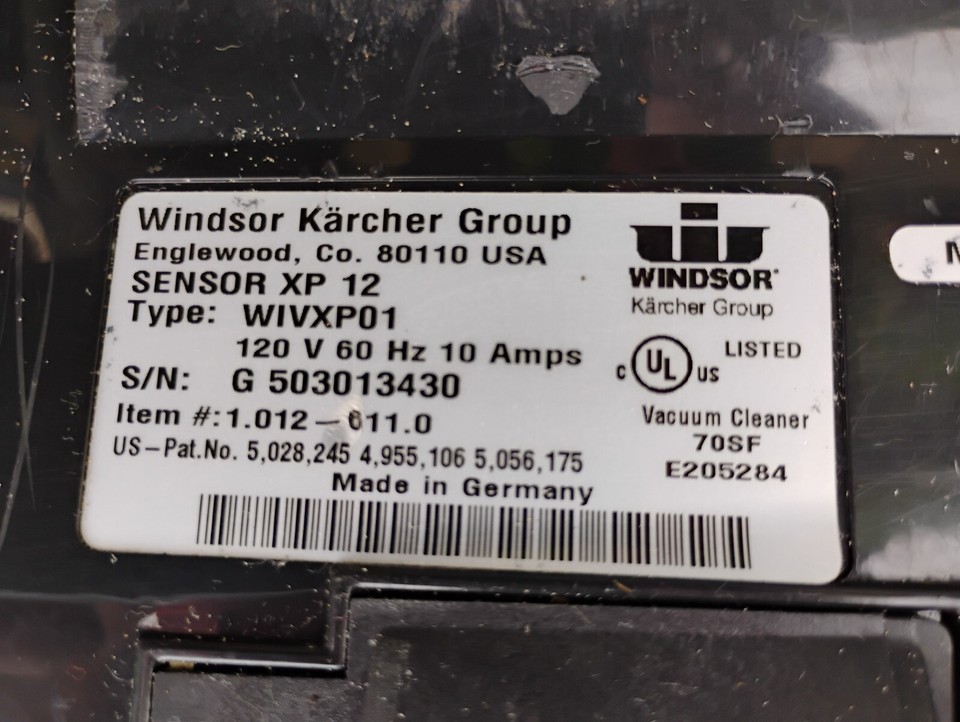 Windsor Kärcher Group
Englewood, Co. 80110 USA
SENSOR XP 12
Type: WIVXP01
120 V 60 Hz 10 Amps
S/N: G 503013430
Item #: 1.012-611.0
US-Pat.No. 5,028,245 4,955,106 5,056,175
Made in Germany
WINDSOR
Kärcher Group
c UL US LISTED
Vacuum Cleaner
70SF
E205284